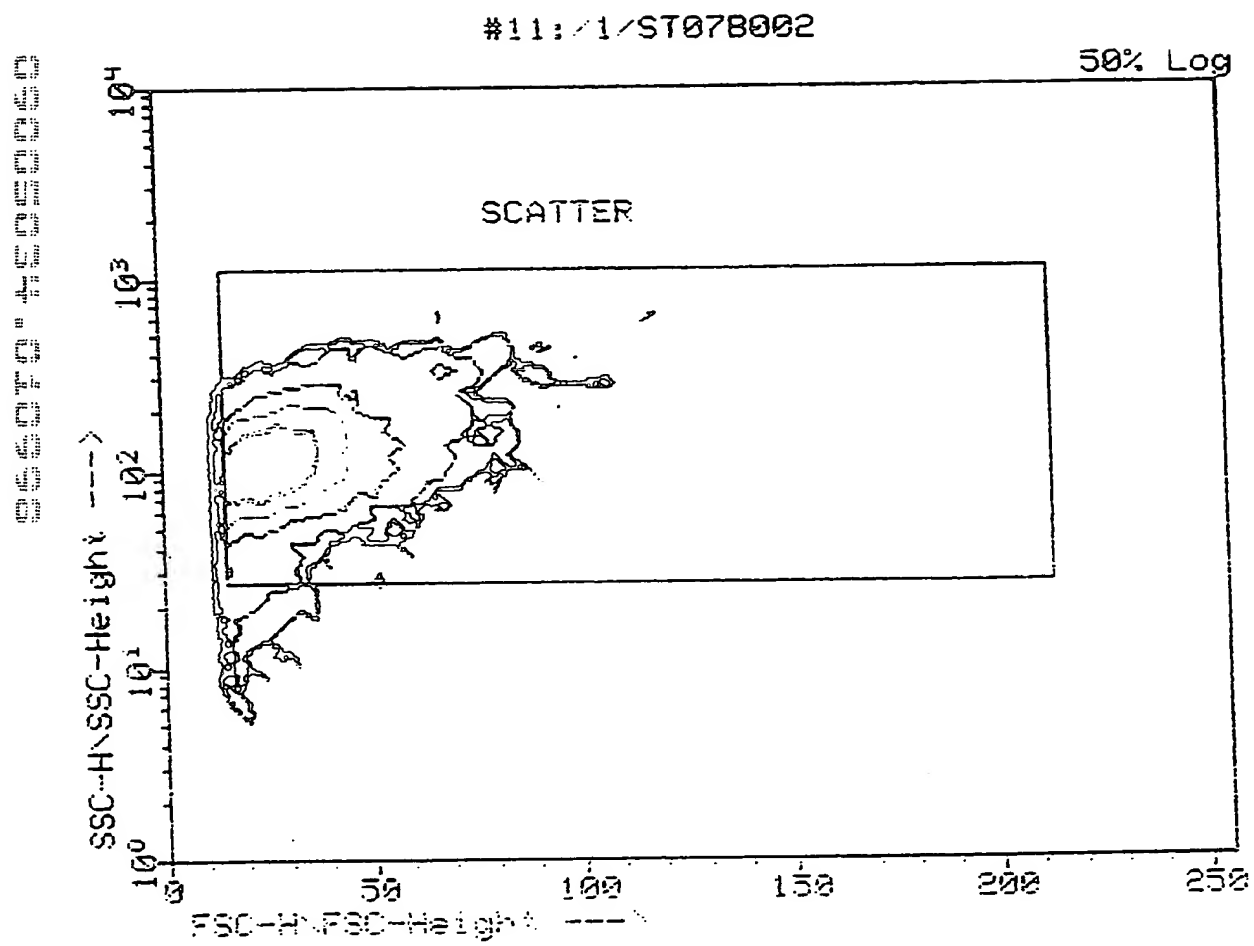 #11:/1/ST07B002
50% Log
SCATTER
10⁴
10³
10²
10¹
10⁰
SSC-H\SSC-Height --->
0 50 100 150 200 250
FSC-H\FSC-Height --->